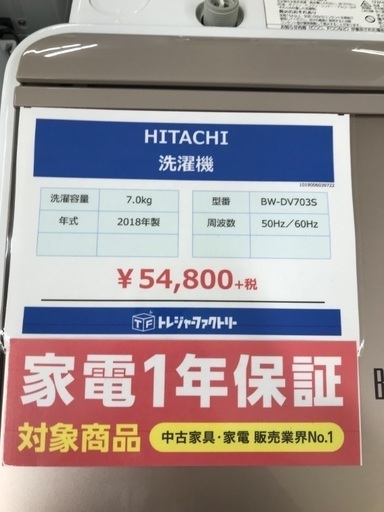 HITACHI
洗濯機
洗濯容量 7.0kg 型番 BW-DV703S
年式 2018年製 周波数 50Hz／60Hz
￥54,800+税
TF トレジャーファクトリー
家電1年保証
対象商品 中古家具・家電 販売業界No.1
B